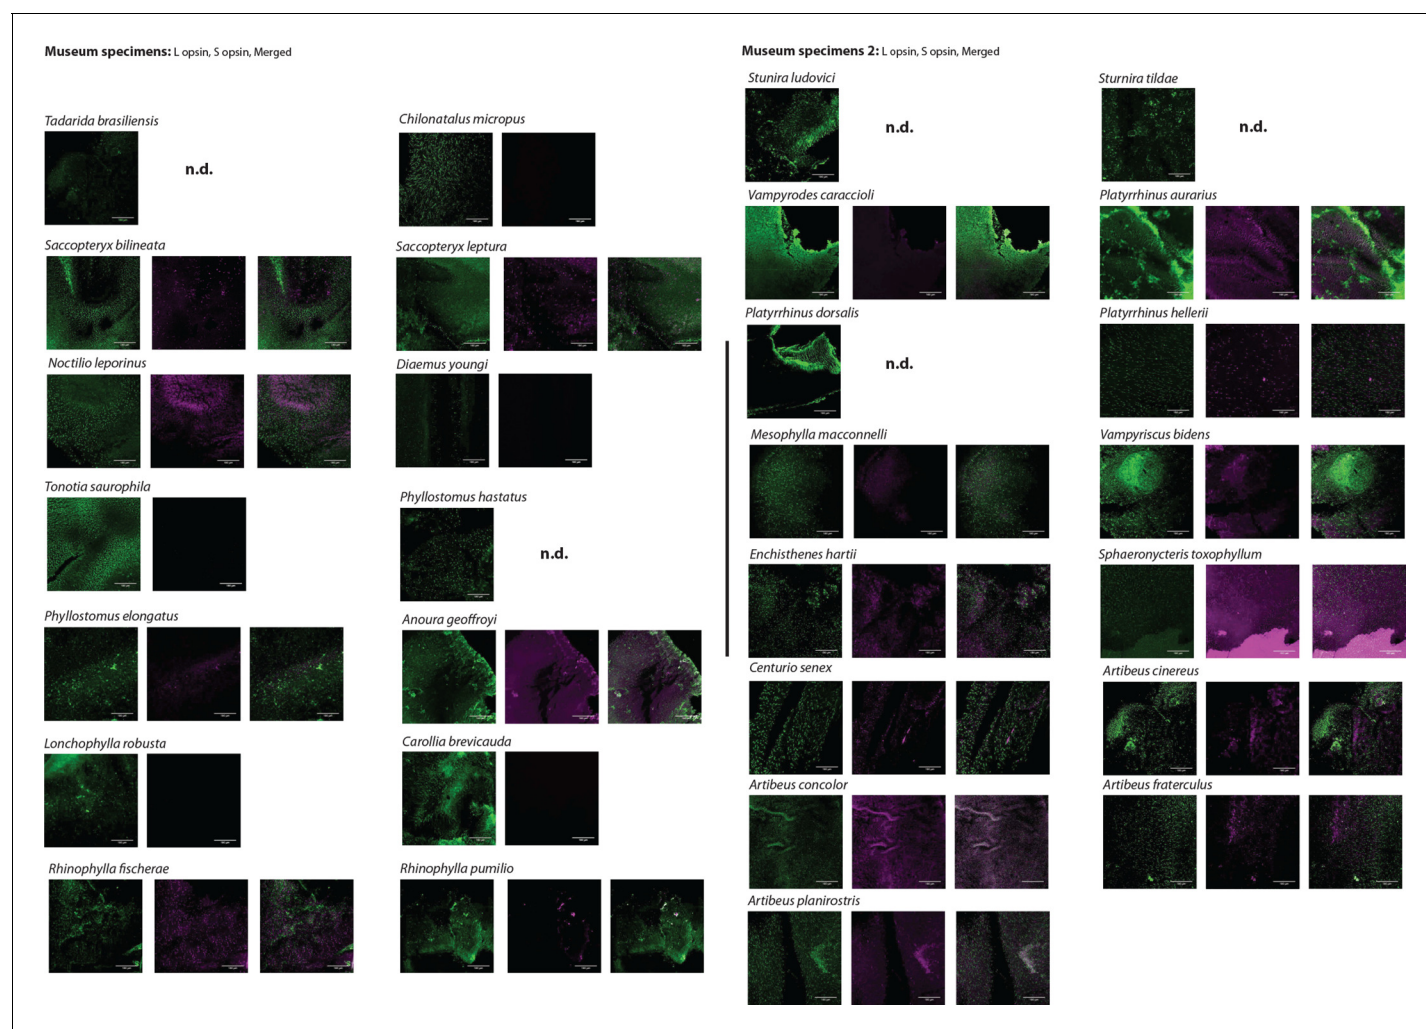 Museum specimens: L opsin, S opsin, Merged
Tadarida brasiliensis
n.d.
Chilonatalus micropus
Saccopteryx bilineata
Saccopteryx leptura
Noctilio leporinus
Diaemus youngi
Tonotia saurophila
Phyllostomus hastatus
n.d.
Phyllostomus elongatus
Anoura geoffroyi
Lonchophylla robusta
Carollia brevicauda
Rhinophylla fischerae
Rhinophylla pumilio
Museum specimens 2: L opsin, S opsin, Merged
Stunira ludovici
n.d.
Sturnira tildae
n.d.
Vampyrodes caraccioli
Platyrrhinus aurarius
Platyrrhinus dorsalis
n.d.
Platyrrhinus hellerii
Mesophylla macconnelli
Vampyriscus bidens
Enchisthenes hartii
Sphaeronycteris toxophyllum
Centurio senex
Artibeus cinereus
Artibeus concolor
Artibeus fraterculus
Artibeus planirostris